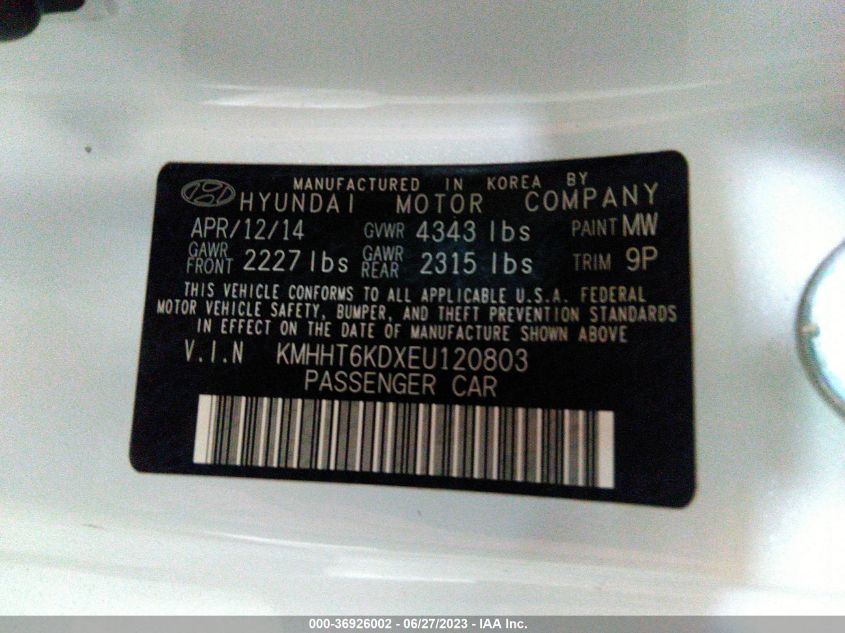 MANUFACTURED IN KOREA BY
HYUNDAI MOTOR COMPANY
APR/12/14 GVWR 4343 lbs PAINT MW
GAWR FRONT 2227 lbs GAWR REAR 2315 lbs TRIM 9P
THIS VEHICLE CONFORMS TO ALL APPLICABLE U.S.A. FEDERAL
MOTOR VEHICLE SAFETY, BUMPER, AND THEFT PREVENTION STANDARDS
IN EFFECT ON THE DATE OF MANUFACTURE SHOWN ABOVE
V.I.N KMHHT6KDXEU120803
PASSENGER CAR
000-36926002 - 06/27/2023 - IAA Inc.